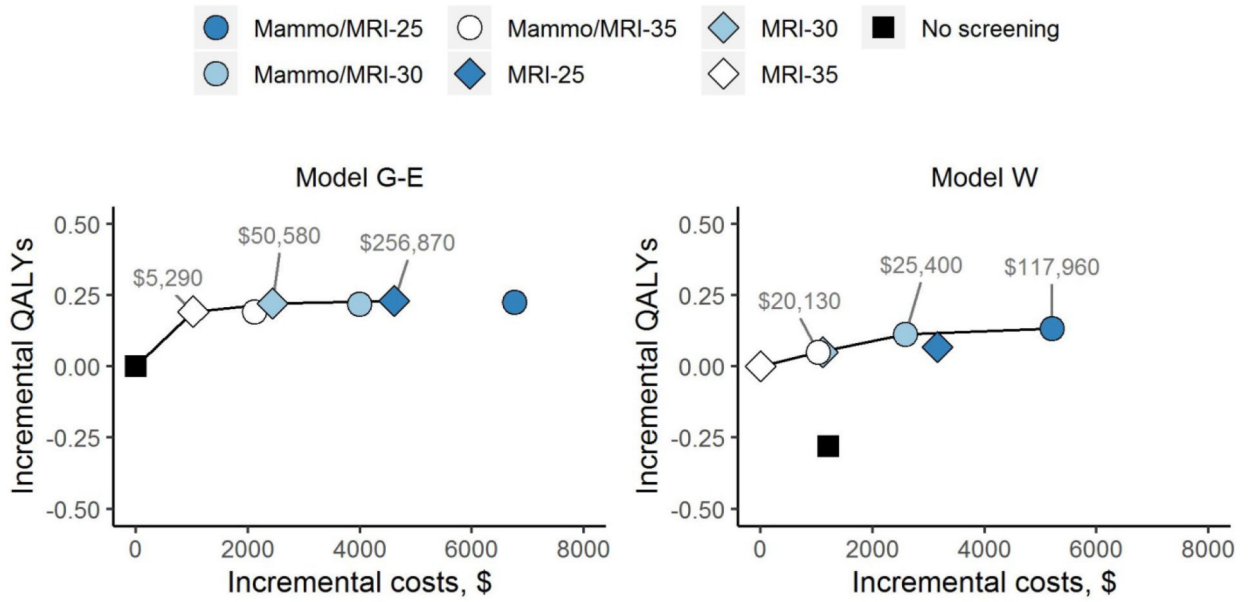 Mammo/MRI-25 Mammo/MRI-35 MRI-30 No screening
Mammo/MRI-30 MRI-25 MRI-35
Model G-E
Incremental QALYs
0.50
0.25
0.00
-0.25
-0.50
$5,290
$50,580
$256,870
0 2000 4000 6000 8000
Incremental costs, $
Model W
Incremental QALYs
0.50
0.25
0.00
-0.25
-0.50
$20,130
$25,400
$117,960
0 2000 4000 6000 8000
Incremental costs, $